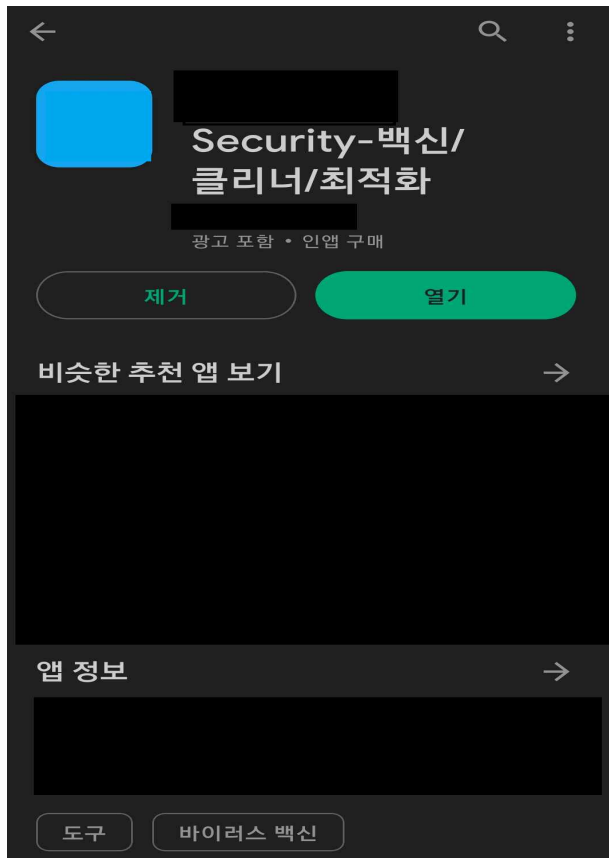 Security-백신/
클리너/최적화
광고 포함 • 인앱 구매
제거
열기
비슷한 추천 앱 보기
앱 정보
도구
바이러스 백신